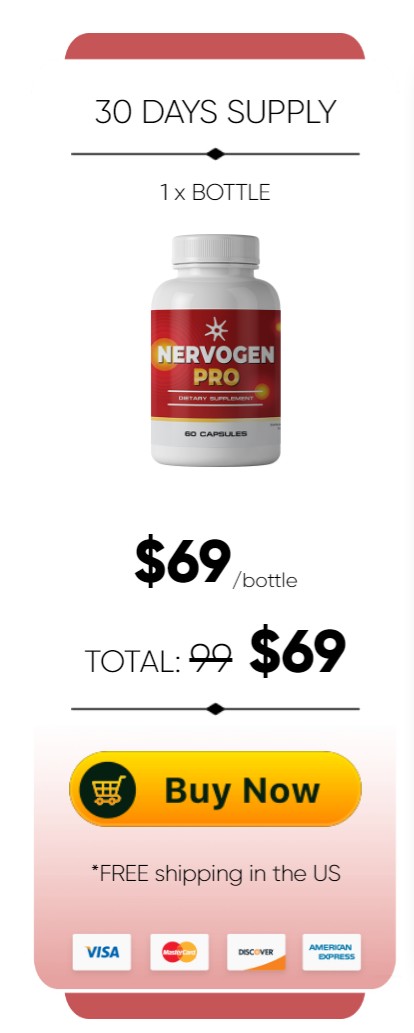 30 DAYS SUPPLY
1 x BOTTLE
NERVOGEN
PRO
DIETARY SUPPLEMENT
60 CAPSULES
$69 /bottle
TOTAL: 99 $69
Buy Now
*FREE shipping in the US
VISA MasterCard DISCOVER AMERICAN
EXPRESS